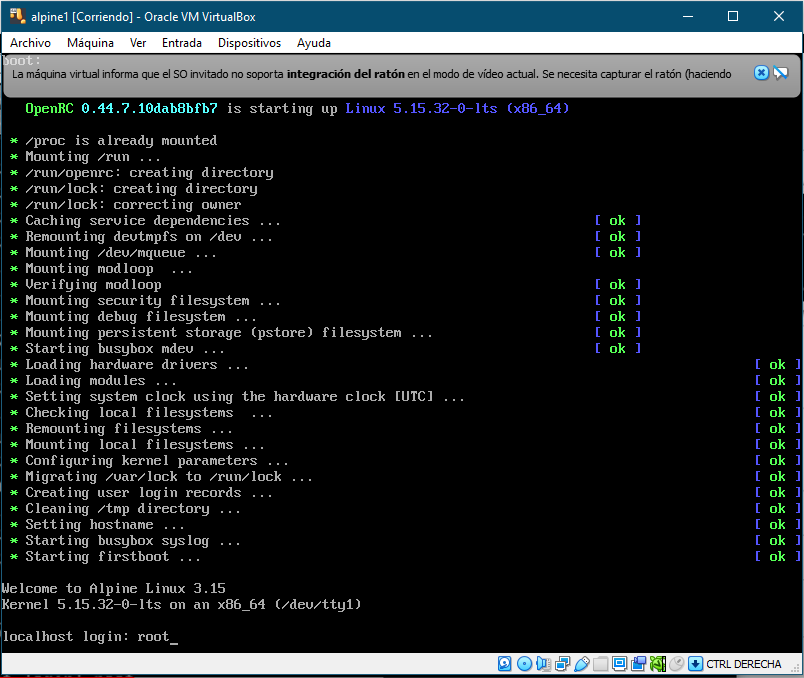 alpine1 [Corriendo] - Oracle VM VirtualBox
Archivo Máquina Ver Entrada Dispositivos Ayuda
boot:
La máquina virtual informa que el SO invitado no soporta integración del ratón en el modo de vídeo actual. Se necesita capturar el ratón (haciendo
OpenRC 0.44.7.10dab8bfb7 is starting up Linux 5.15.32-0-lts (x86_64)
* /proc is already mounted
* Mounting /run ...
* /run/openrc: creating directory
* /run/lock: creating directory
* /run/lock: correcting owner
* Caching service dependencies ... [ ok ]
* Remounting devtmpfs on /dev ... [ ok ]
* Mounting /dev/mqueue ... [ ok ]
* Mounting modloop ...
* Verifying modloop [ ok ]
* Mounting security filesystem ... [ ok ]
* Mounting debug filesystem ... [ ok ]
* Mounting persistent storage (pstore) filesystem ... [ ok ]
* Starting busybox mdev ... [ ok ]
* Loading hardware drivers ... [ ok ]
* Loading modules ... [ ok ]
* Setting system clock using the hardware clock [UTC] ... [ ok ]
* Checking local filesystems ... [ ok ]
* Remounting filesystems ... [ ok ]
* Mounting local filesystems ... [ ok ]
* Configuring kernel parameters ... [ ok ]
* Migrating /var/lock to /run/lock ... [ ok ]
* Creating user login records ... [ ok ]
* Cleaning /tmp directory ... [ ok ]
* Setting hostname ... [ ok ]
* Starting busybox syslog ... [ ok ]
* Starting firstboot ... [ ok ]
Welcome to Alpine Linux 3.15
Kernel 5.15.32-0-lts on an x86_64 (/dev/tty1)
localhost login: root_
CTRL DERECHA